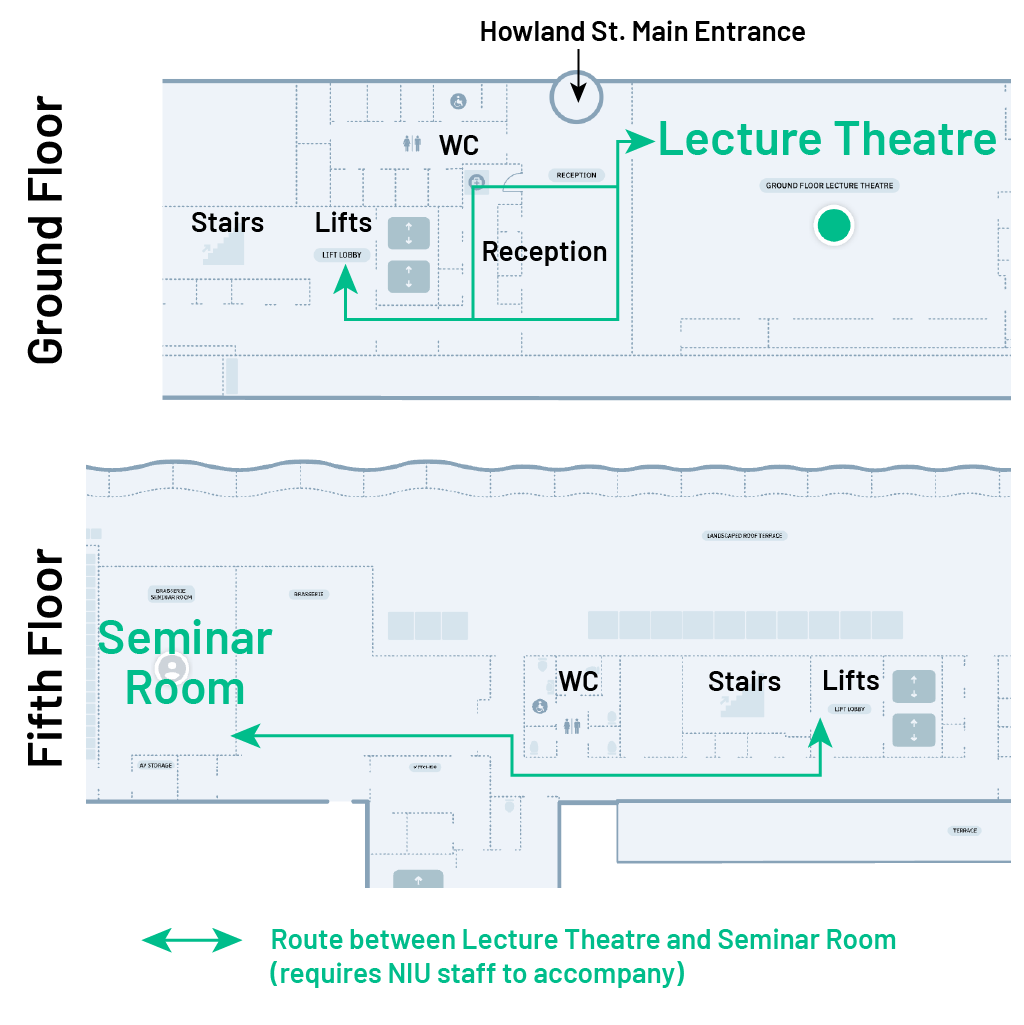 Howland St. Main Entrance
Ground Floor
WC
Lecture Theatre
RECEPTION
GROUND FLOOR LECTURE THEATRE
Stairs
Lifts
LIFT LOBBY
Reception
Fifth Floor
LANDSCAPED ROOF TERRACE
BRASSERIE
SEMINAR ROOM
BRASSERIE
Seminar
Room
WC
Stairs
Lifts
LIFT LOBBY
AV STORAGE
KITCHEN
TERRACE
Route between Lecture Theatre and Seminar Room
(requires NIU staff to accompany)